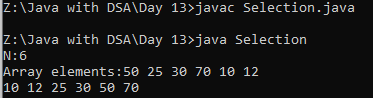 Z:\Java with DSA\Day 13>javac Selection.java
Z:\Java with DSA\Day 13>java Selection
N:6
Array elements:50 25 30 70 10 12
10 12 25 30 50 70